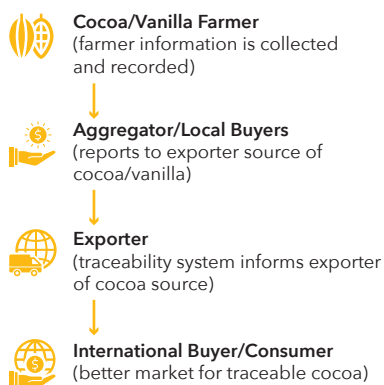 Cocoa/Vanilla Farmer
(farmer information is collected
and recorded)
$
Aggregator/Local Buyers
(reports to exporter source of
cocoa/vanilla)
Exporter
(traceability system informs exporter
of cocoa source)
$
International Buyer/Consumer
(better market for traceable cocoa)